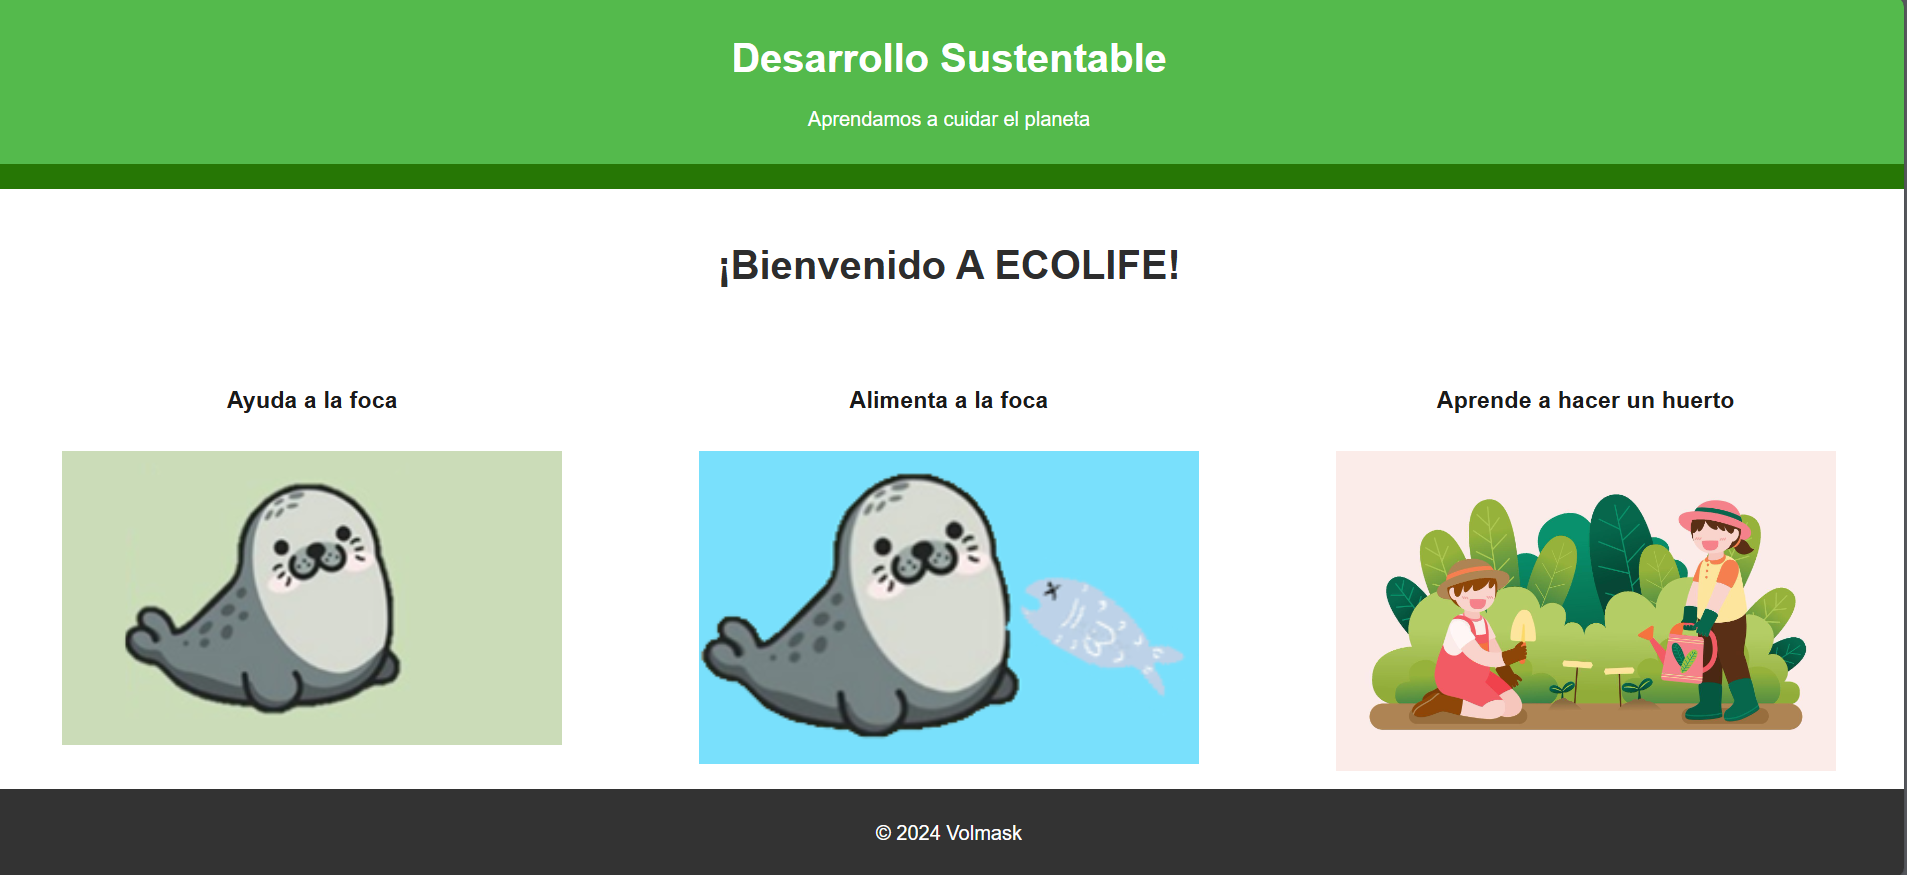 Desarrollo Sustentable
Aprendamos a cuidar el planeta
¡Bienvenido A ECOLIFE!
Ayuda a la foca
Alimenta a la foca
Aprende a hacer un huerto
© 2024 Volmask